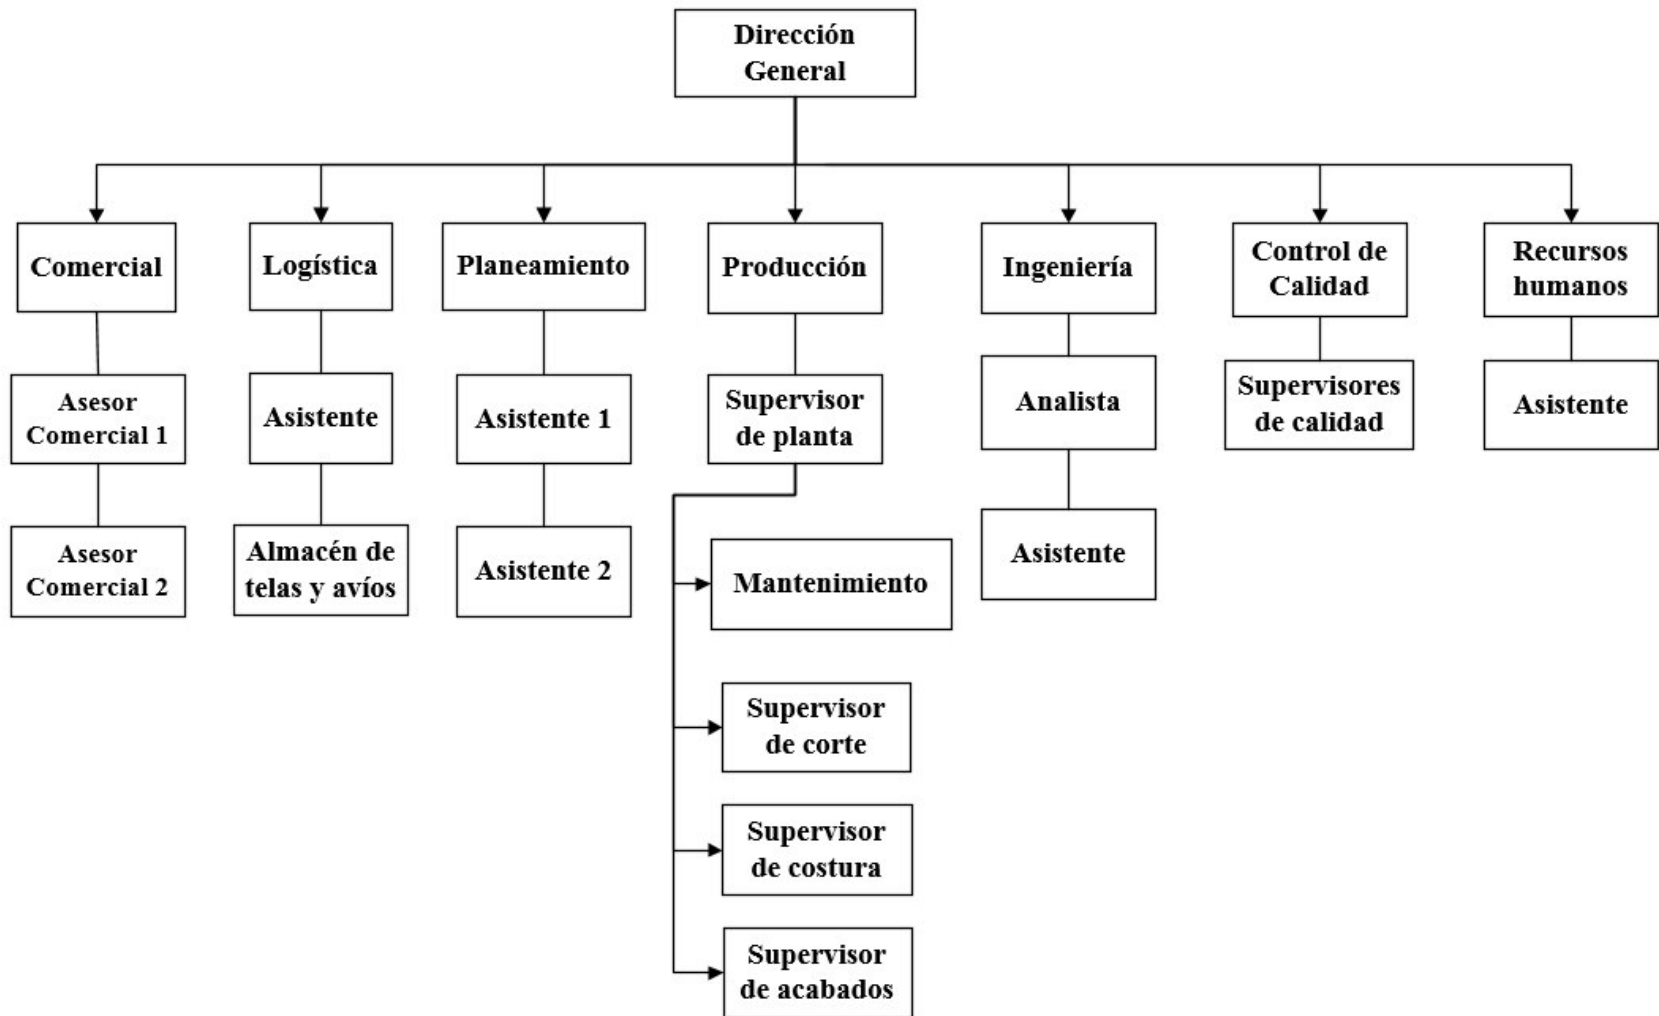 Dirección
General
Comercial
Logística
Planeamiento
Producción
Ingeniería
Control de
Calidad
Recursos
humanos
Asesor
Comercial 1
Asistente
Asistente 1
Supervisor
de planta
Analista
Supervisores
de calidad
Asistente
Asesor
Comercial 2
Almacén de
telas y avíos
Asistente 2
Mantenimiento
Asistente
Supervisor
de corte
Supervisor
de costura
Supervisor
de acabados